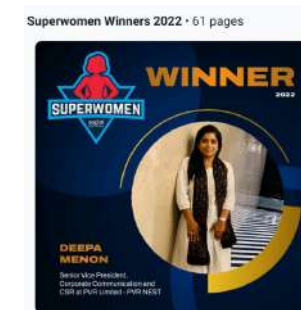 Superwomen Winners 2022 • 61 pages
WINNER
2022
SUPERWOMEN
DEEPA
MENON
Senior Vice President,
Corporate Communication and
CSR at PVR Limited - PVR NEST